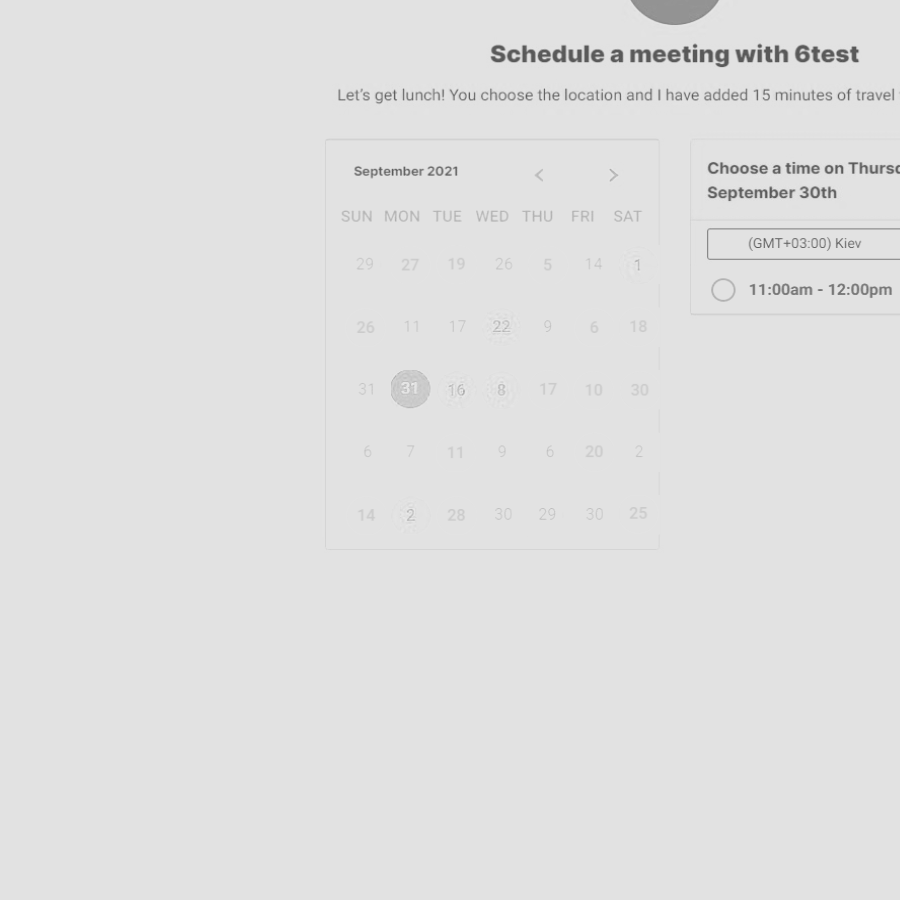 Schedule a meeting with 6test
Let's get lunch! You choose the location and I have added 15 minutes of travel
September 2021
SUN MON TUE WED THU FRI SAT
29 27 19 26 5 14 1
26 11 17 22 9 6 18
31 31 16 8 17 10 30
6 7 11 9 6 20 2
14 2 28 30 29 30 25
Choose a time on
September 30th
(GMT+03:00) Kiev
11:00am - 12:00pm